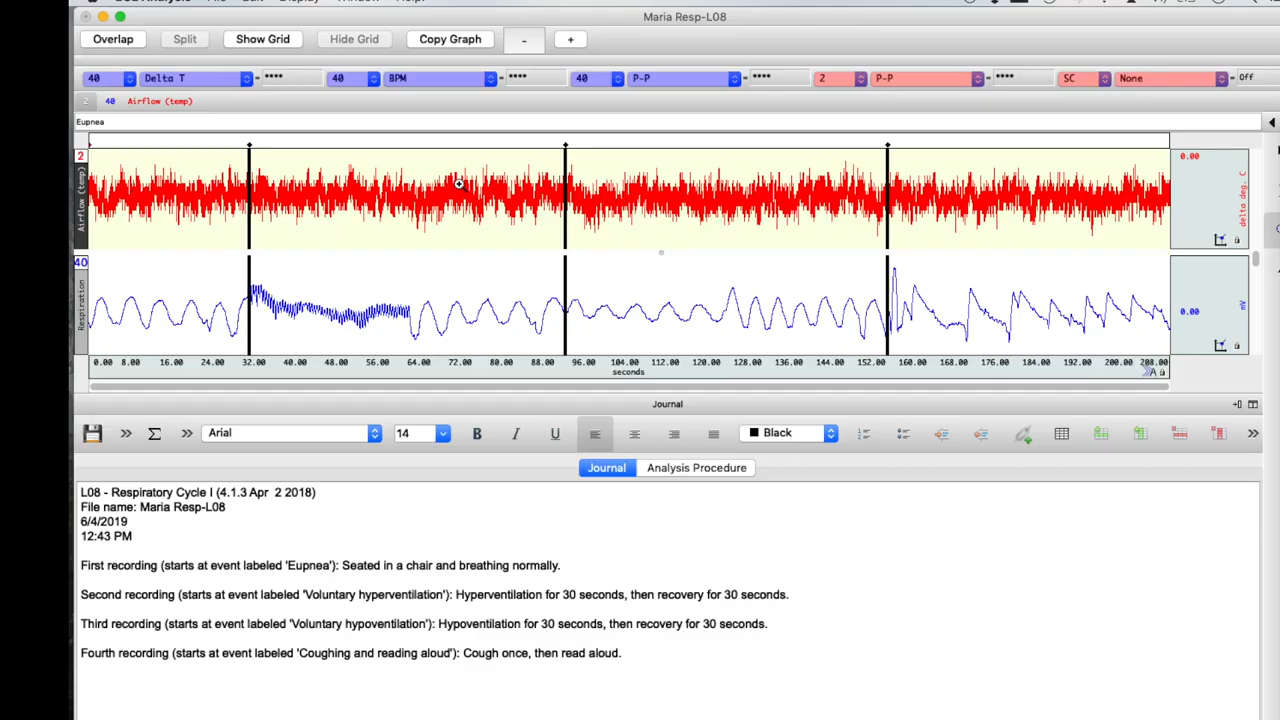 Maria Resp-L08
Overlap Split Show Grid Hide Grid Copy Graph - +
40 Delta T = **** 40 BPM = **** 40 P-P = **** 2 P-P = **** SC None = Off
2 40 Airflow (temp)
Eupnea
2
Airflow (temp)
0.00
delta deg. C
40
Respiration
0.00
mV
0.00 8.00 16.00 24.00 32.00 40.00 48.00 56.00 64.00 72.00 80.00 88.00 96.00 104.00 112.00 120.00 128.00 136.00 144.00 152.00 160.00 168.00 176.00 184.00 192.00 200.00 208.00
seconds
A
Journal
Arial 14 B I U Black
Journal Analysis Procedure
L08 - Respiratory Cycle I (4.1.3 Apr 2 2018)
File name: Maria Resp-L08
6/4/2019
12:43 PM
First recording (starts at event labeled 'Eupnea'): Seated in a chair and breathing normally.
Second recording (starts at event labeled 'Voluntary hyperventilation'): Hyperventilation for 30 seconds, then recovery for 30 seconds.
Third recording (starts at event labeled 'Voluntary hypoventilation'): Hypoventilation for 30 seconds, then recovery for 30 seconds.
Fourth recording (starts at event labeled 'Coughing and reading aloud'): Cough once, then read aloud.